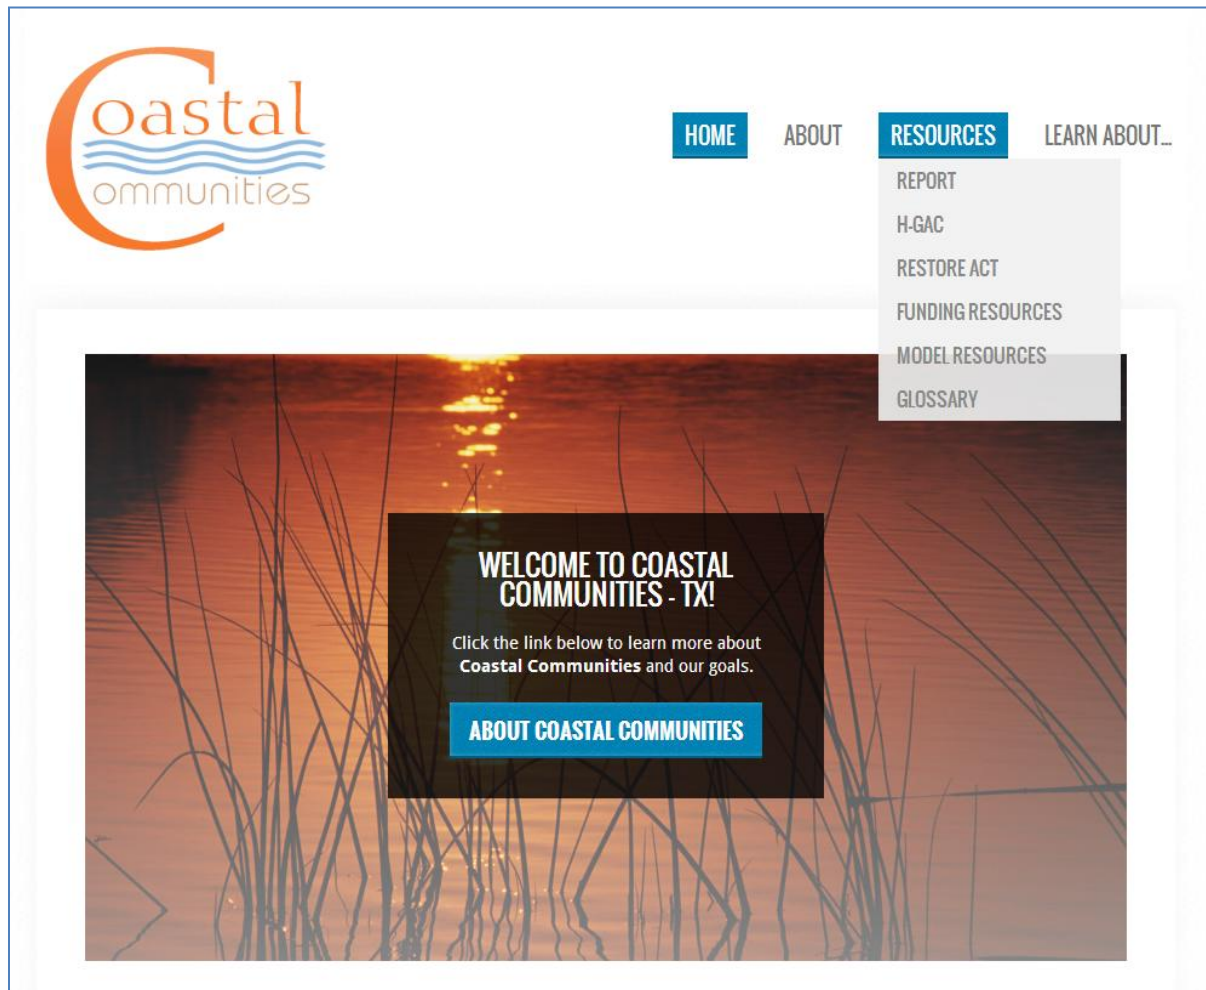 Coastal
Communities
HOME ABOUT RESOURCES LEARN ABOUT...
REPORT
H-GAC
RESTORE ACT
FUNDING RESOURCES
MODEL RESOURCES
GLOSSARY
WELCOME TO COASTAL
COMMUNITIES - TX!
Click the link below to learn more about
Coastal Communities and our goals.
ABOUT COASTAL COMMUNITIES